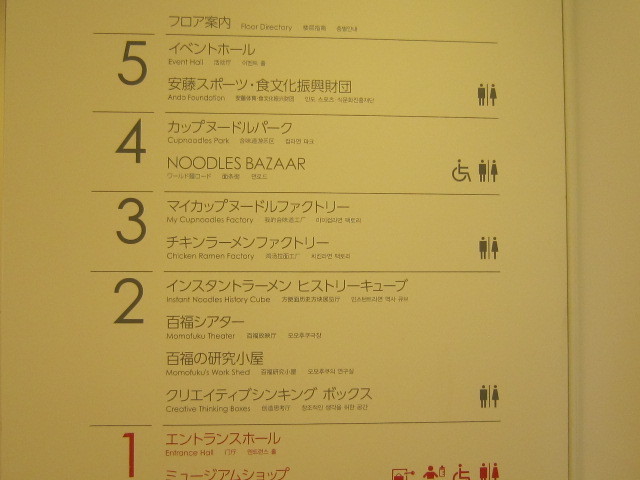 フロア案内 Floor Directory
5
イベントホール
Event Hall
安藤スポーツ・食文化振興財団
Ando Foundation
4
カップヌードルパーク
Cupnoodles Park
NOODLES BAZAAR
ワールド麺ロード
3
マイカップヌードルファクトリー
My Cupnoodles Factory
チキンラーメンファクトリー
Chicken Ramen Factory
2
インスタントラーメン ヒストリーキューブ
Instant Noodles History Cube
百福シアター
Momofuku Theater
百福の研究小屋
Momofuku's Work Shed
クリエイティブシンキング ボックス
Creative Thinking Boxes
1
エントランスホール
Entrance Hall
ミュージアムショップ